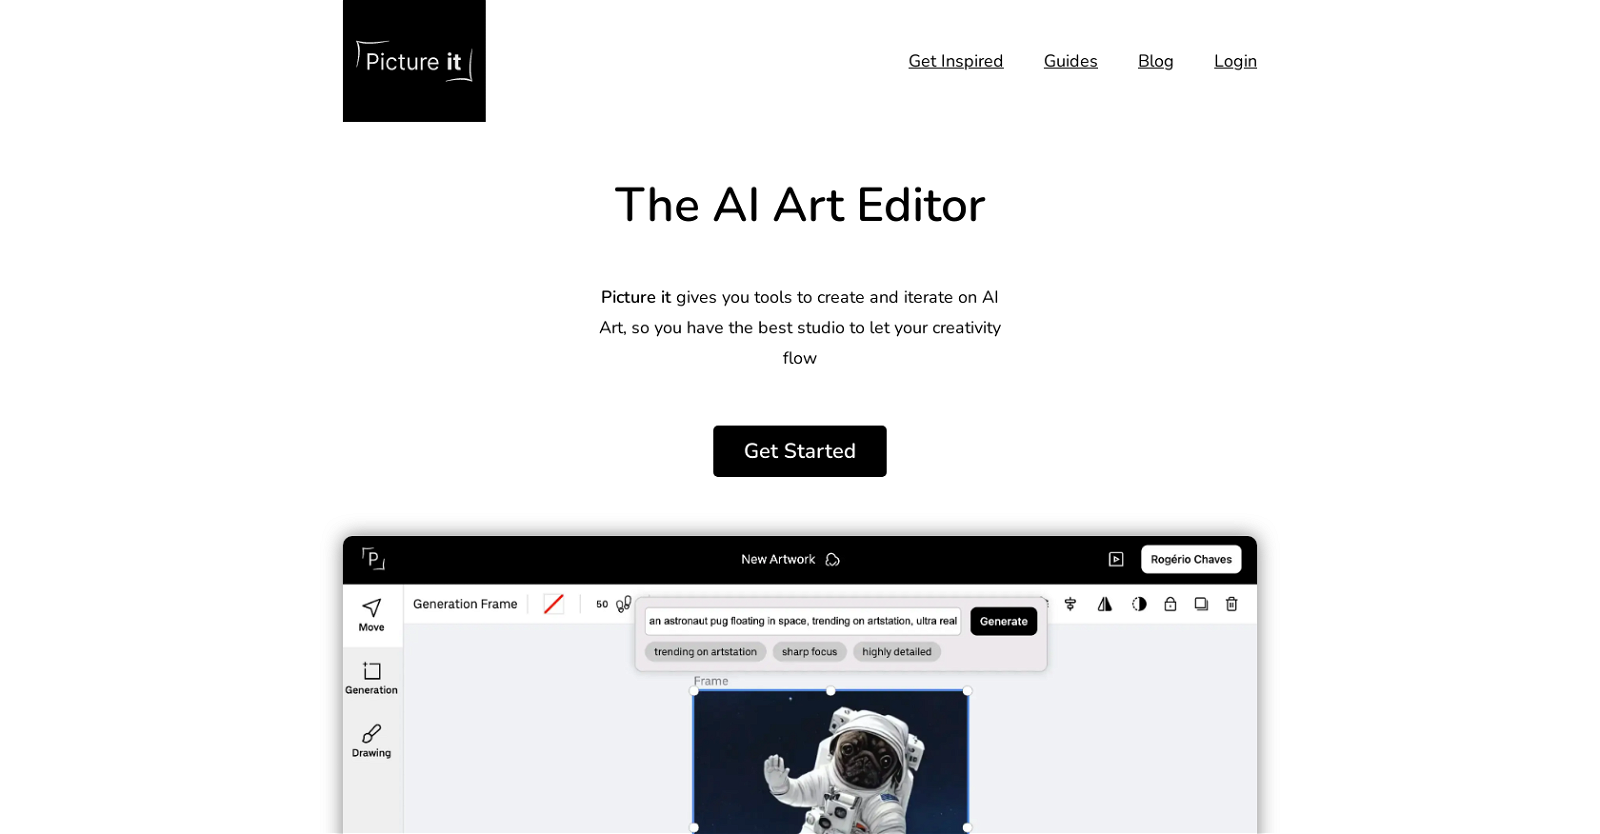 Picture it
Get Inspired
Guides
Blog
Login
The AI Art Editor
Picture it gives you tools to create and iterate on AI
Art, so you have the best studio to let your creativity
flow
Get Started
P
New Artwork
Rogério Chaves
Move
Generation Frame
50
an astronaut pug floating in space, trending on artstation, ultra real
Generate
trending on artstation
sharp focus
highly detailed
Generation
Frame
Drawing